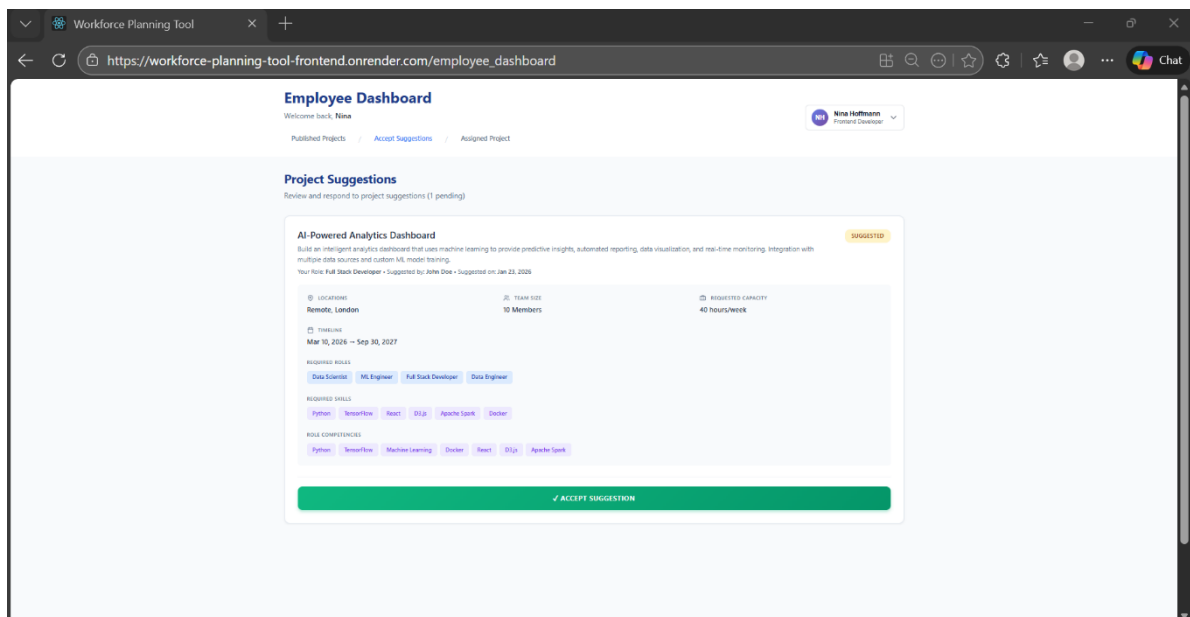 Workforce Planning Tool
https://workforce-planning-tool-frontend.onrender.com/employee_dashboard
Chat
Employee Dashboard
Welcome back, Nina
NH
Nina Hoffmann
Frontend Developer
Published Projects / Accept Suggestions / Assigned Project
Project Suggestions
Review and respond to project suggestions (1 pending)
AI-Powered Analytics Dashboard
SUGGESTED
Build an intelligent analytics dashboard that uses machine learning to provide predictive insights, automated reporting, data visualization, and real-time monitoring. Integration with
multiple data sources and custom ML model training.
Your Role: Full Stack Developer • Suggested by: John Doe • Suggested on: Jan 23, 2026
LOCATIONS TEAM SIZE REQUESTED CAPACITY
Remote, London 10 Members 40 hours/week
TIMELINE
Mar 10, 2026 → Sep 30, 2027
REQUIRED ROLES
Data Scientist ML Engineer Full Stack Developer Data Engineer
REQUIRED SKILLS
Python TensorFlow React D3.js Apache Spark Docker
ROLE COMPETENCIES
Python TensorFlow Machine Learning Docker React D3.js Apache Spark
✓ ACCEPT SUGGESTION